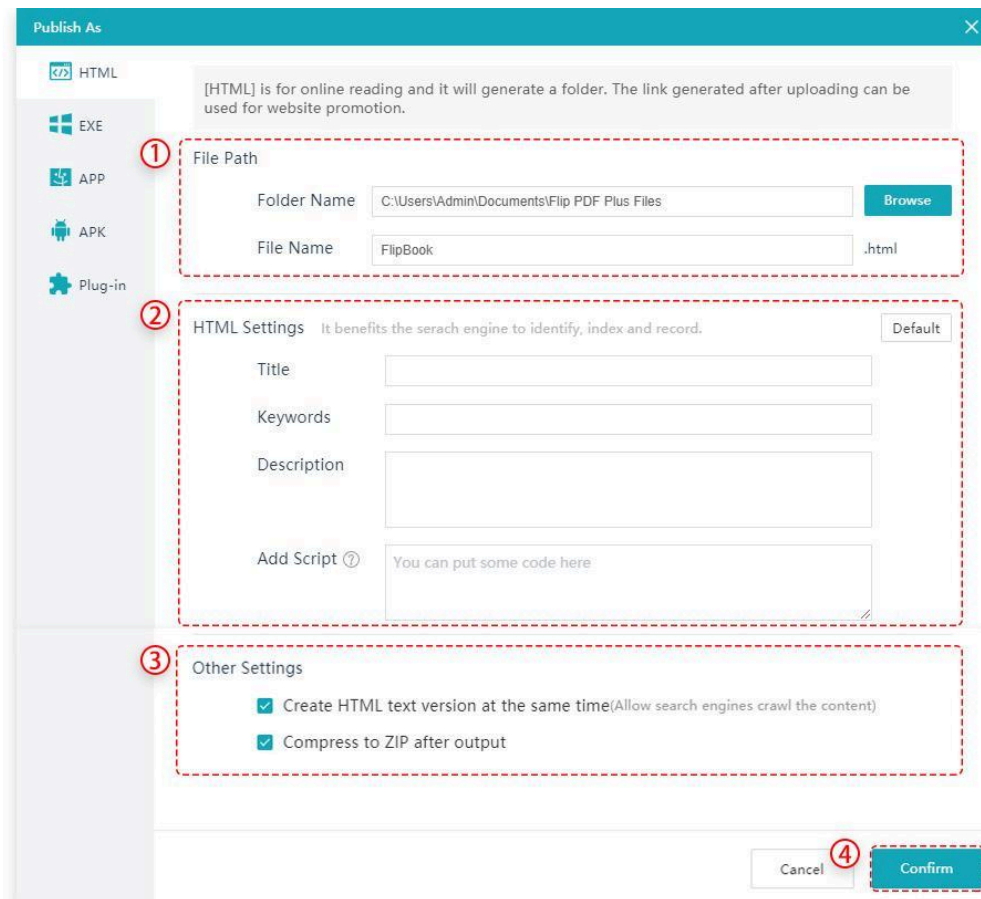 Publish As
HTML
EXE
APP
APK
Plug-in
[HTML] is for online reading and it will generate a folder. The link generated after uploading can be
used for website promotion.
①
File Path
Folder Name C:\Users\Admin\Documents\Flip PDF Plus Files Browse
File Name FlipBook .html
②
HTML Settings It benefits the serach engine to identify, index and record. Default
Title
Keywords
Description
Add Script ? You can put some code here
③
Other Settings
Create HTML text version at the same time(Allow search engines crawl the content)
Compress to ZIP after output
④
Cancel Confirm